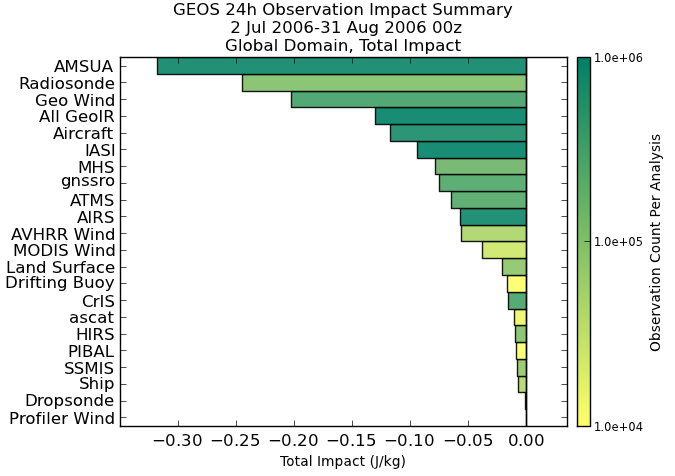 GEOS 24h Observation Impact Summary
2 Jul 2006-31 Aug 2006 00z
Global Domain, Total Impact
AMSUA
Radiosonde
Geo Wind
All GeoIR
Aircraft
IASI
MHS
gnssro
ATMS
AIRS
AVHRR Wind
MODIS Wind
Land Surface
Drifting Buoy
CrIS
ascat
HIRS
PIBAL
SSMIS
Ship
Dropsonde
Profiler Wind
−0.30 −0.25 −0.20 −0.15 −0.10 −0.05 0.00
Total Impact (J/kg)
1.0e+06
1.0e+05
1.0e+04
Observation Count Per Analysis